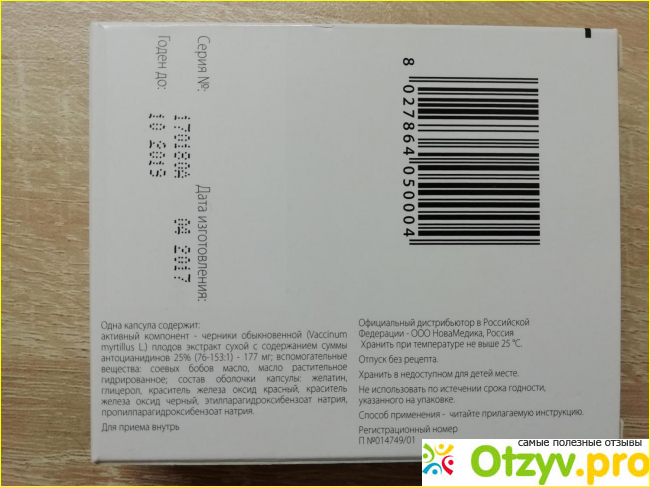 Серия №:
170180A
Годен до:
10 2019
Дата изготовления:
04 2017
8 027864 050004
Одна капсула содержит:
активный компонент - черники обыкновенной (Vaccinum
myrtillus L.) плодов экстракт сухой с содержанием суммы
антоцианидинов 25% (76-153:1) - 177 мг; вспомогательные
вещества: соевых бобов масло, масло растительное
гидрированное; состав оболочки капсулы: желатин,
глицерол, краситель железа оксид красный, краситель
железа оксид черный, этилпарагидроксибензоат натрия,
пропилпарагидроксибензоат натрия.
Для приема внутрь
Официальный дистрибьютор в Российской
Федерации - ООО НоваМедика, Россия
Хранить при температуре не выше 25 °С.
Отпуск без рецепта.
Хранить в недоступном для детей месте.
Не использовать по истечении срока годности,
указанного на упаковке.
Способ применения - читайте прилагаемую инструкцию.
Регистрационный номер
П №014749/01
самые полезные отзывы
Otzyv.pro